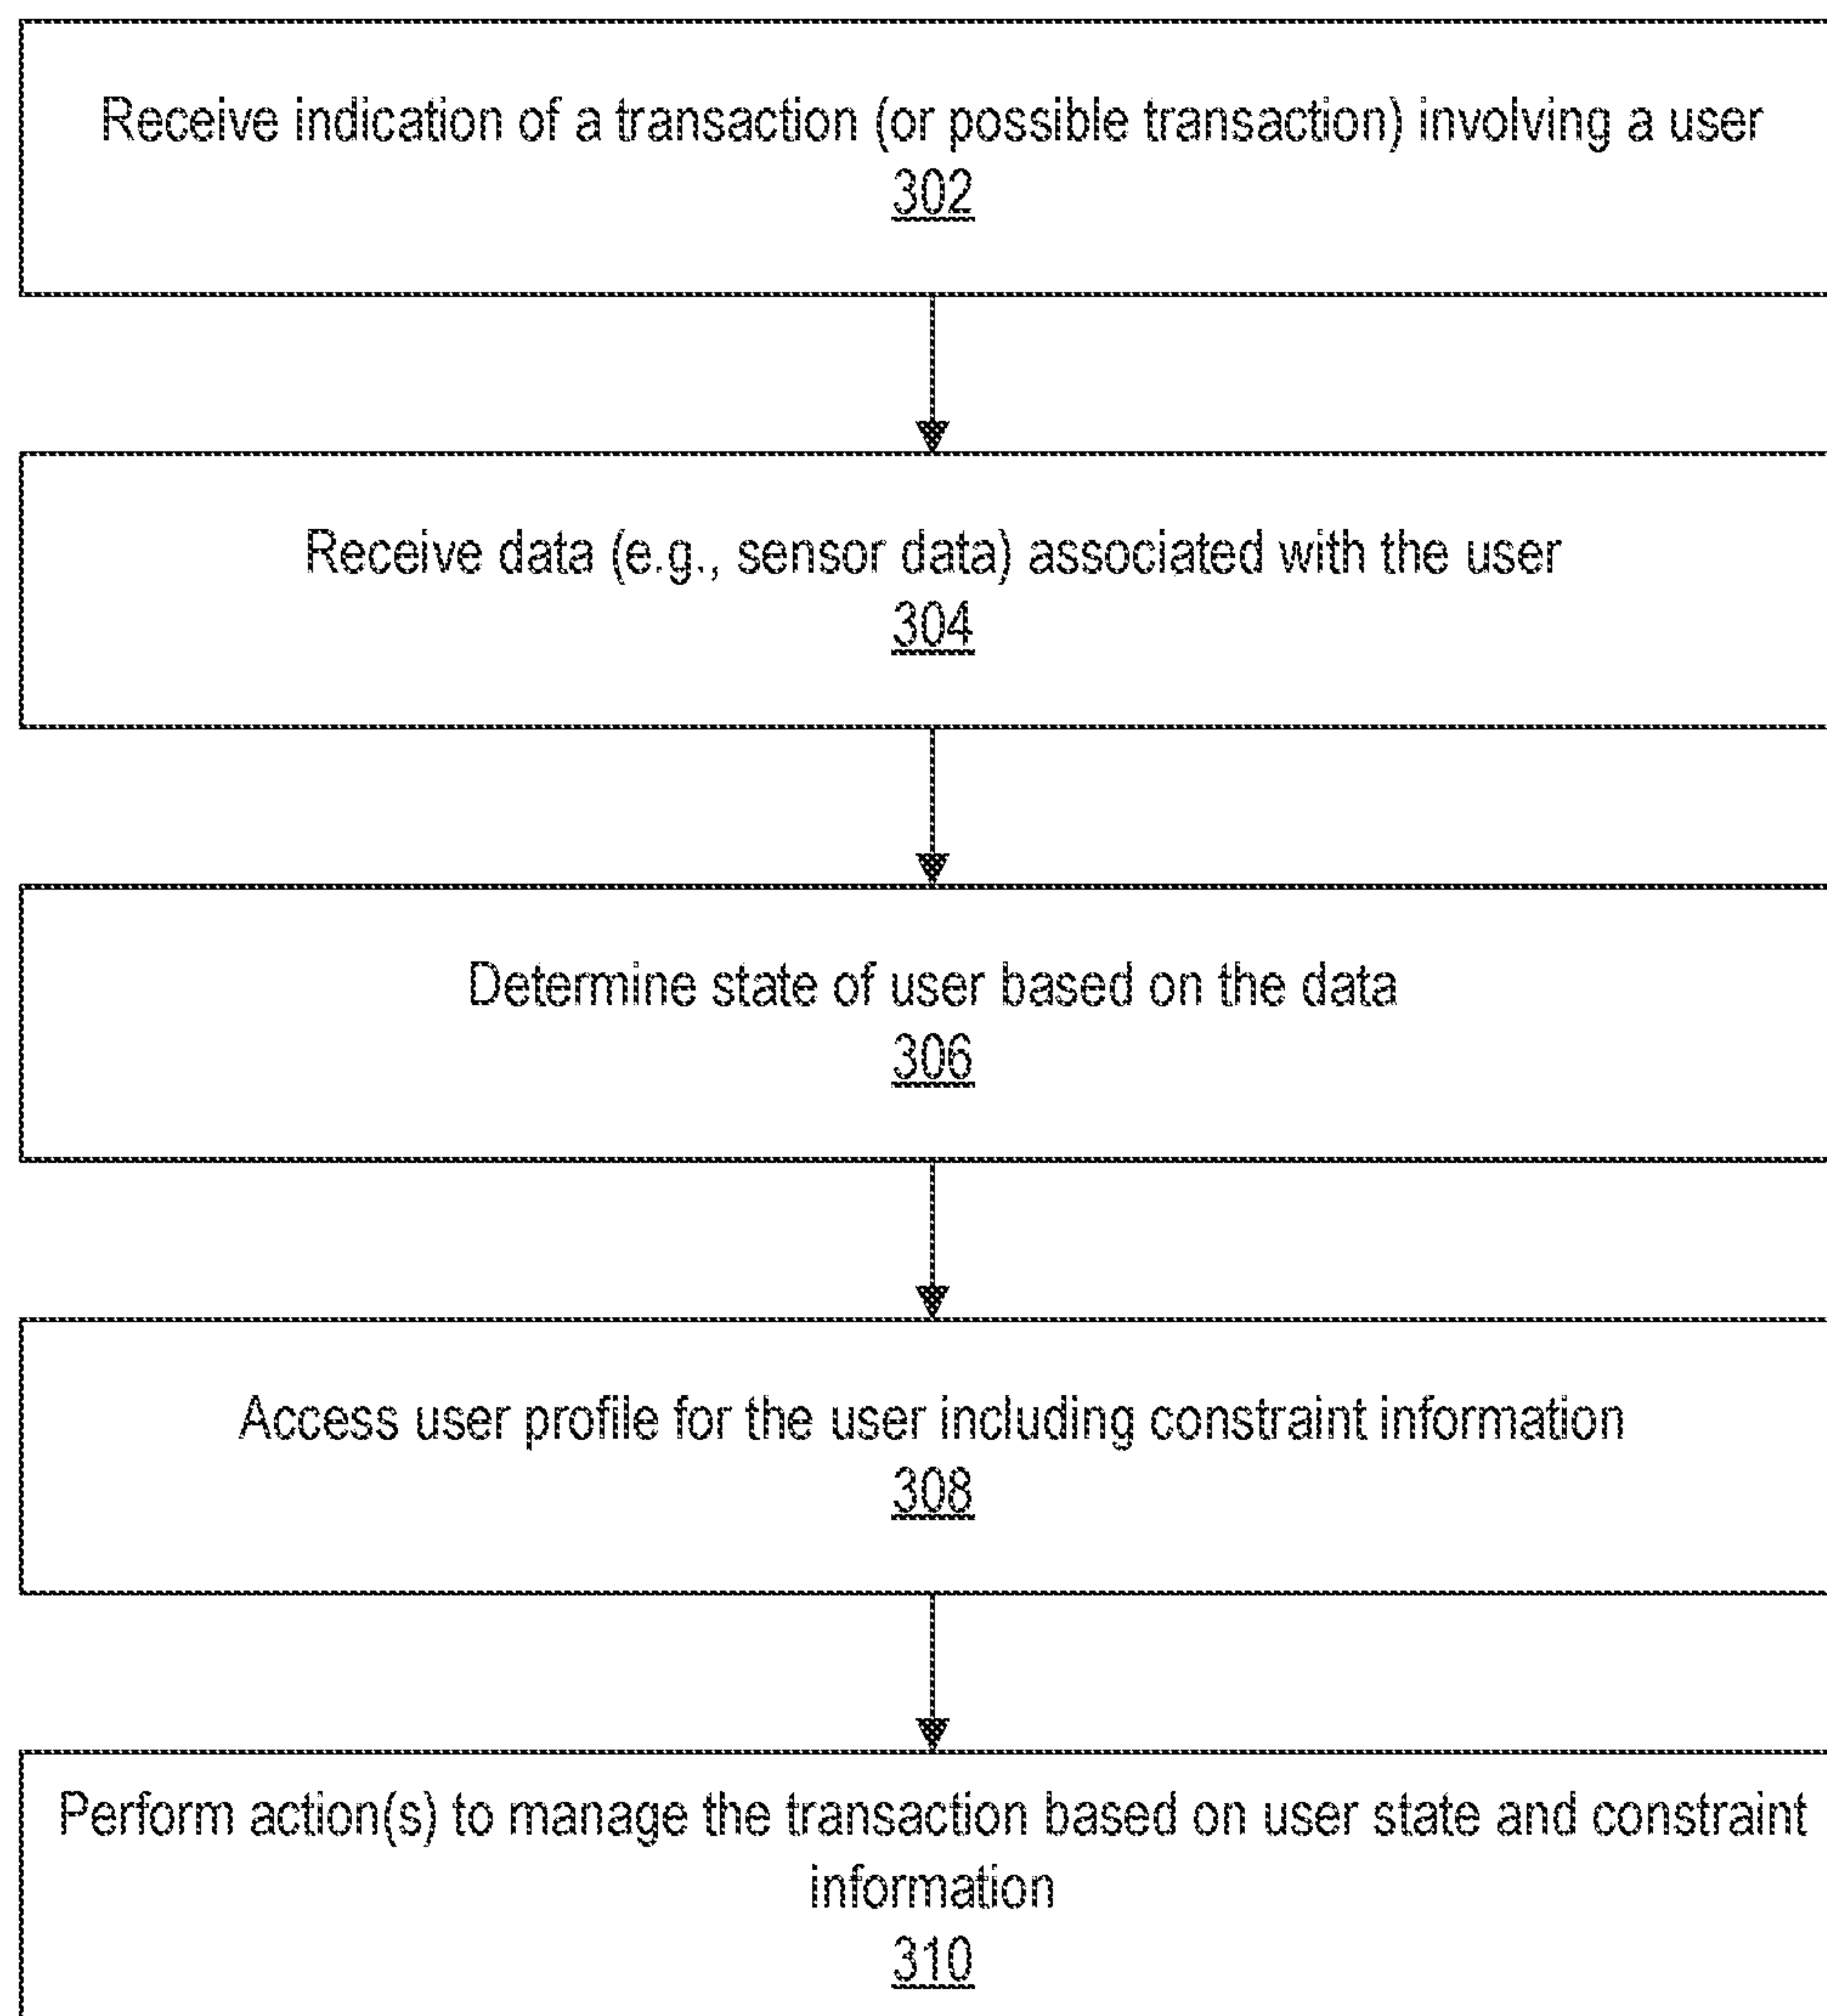 Receive indication of a transaction (or possible transaction) involving a user
302
Receive data (e.g., sensor data) associated with the user
304
Determine state of user based on the data
306
Access user profile for the user including constraint information
308
Perform action(s) to manage the transaction based on user state and constraint
information
310